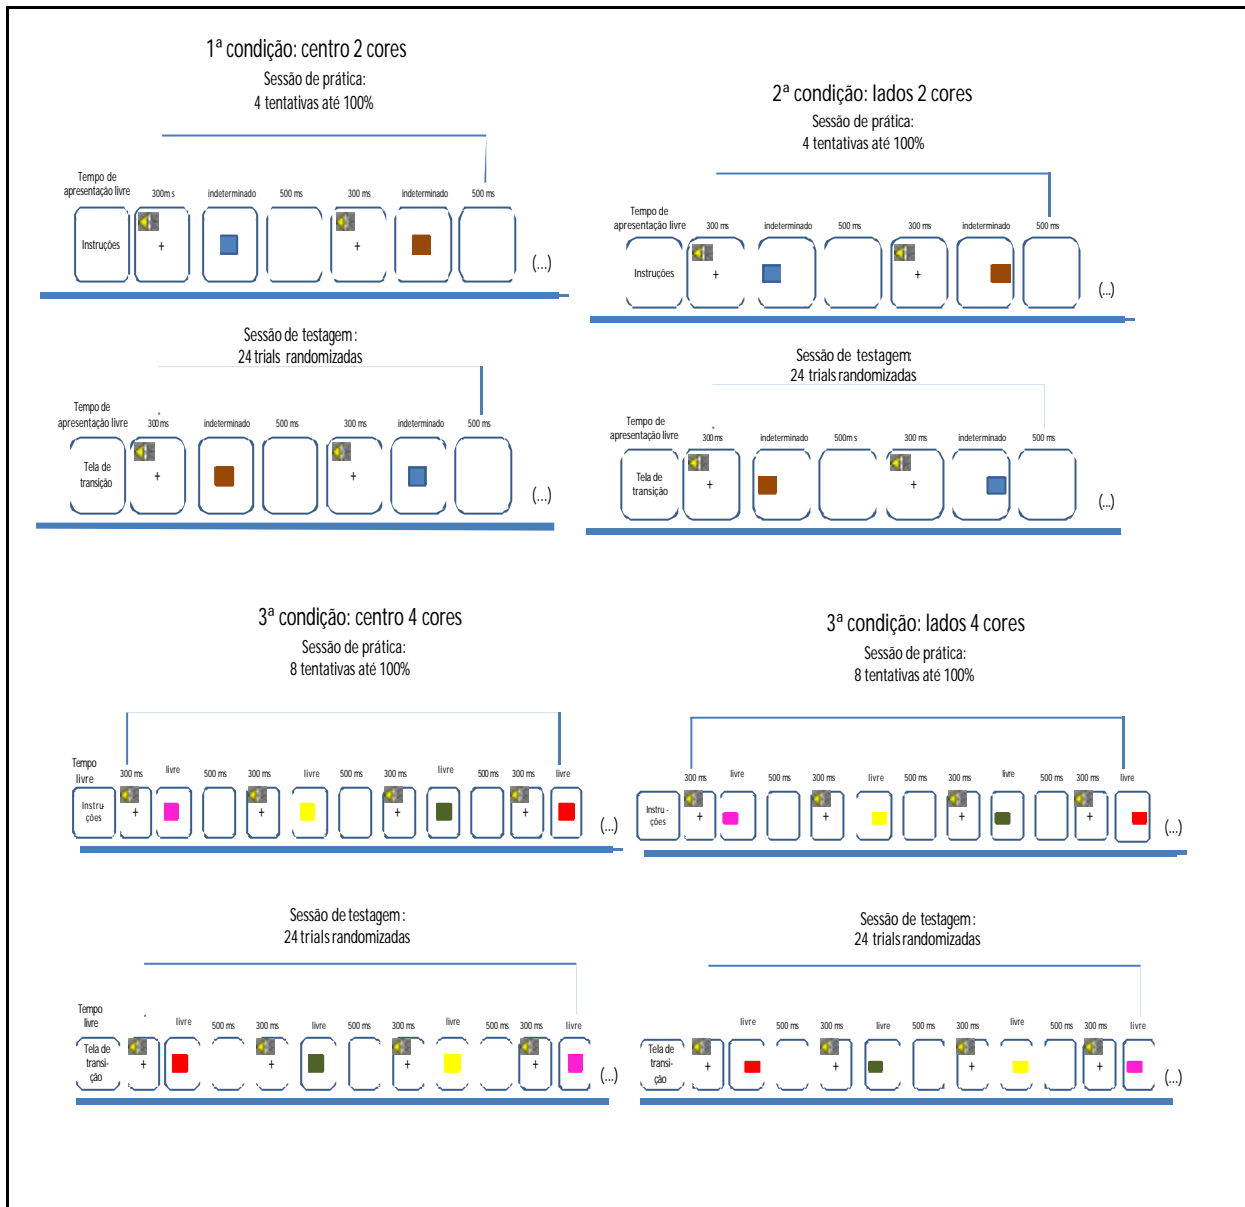 1ª condição: centro 2 cores
Sessão de prática:
4 tentativas até 100%
Tempo de
apresentação livre
300m s
indeterminado
500 ms
300 ms
indeterminado
500 ms
Instruções
+
+
(...)
Sessão de testagem :
24 trials randomizadas
Tempo de
apresentação livre
300ms
indeterminado
500 ms
300 ms
indeterminado
500 ms
Tela de
transição
+
+
(...)
2ª condição: lados 2 cores
Sessão de prática:
4 tentativas até 100%
Tempo de
apresentação livre
300 ms
indeterminado
500 ms
300 ms
indeterminado
500 ms
Instruções
+
+
(...)
Sessão de testagem:
24 trials randomizadas
Tempo de
apresentação livre
300ms
indeterminado
500m s
300 ms
indeterminado
500 ms
Tela de
transição
+
+
(...)
3ª condição: centro 4 cores
Sessão de prática:
8 tentativas até 100%
Tempo
livre
300 ms
livre
500 ms
300 ms
livre
500 ms
300 ms
livre
500 ms
300 ms
livre
Instru-
ções
+
+
+
+
(...)
Sessão de testagem :
24 trials randomizadas
Tempo
livre
livre
500 ms
300 ms
livre
500 ms
300 ms
livre
500 ms
300 ms
livre
Tela de
transi-
ção
+
+
+
+
(...)
3ª condição: lados 4 cores
Sessão de prática:
8 tentativas até 100%
300 ms
livre
500 ms
300 ms
livre
500 ms
300 ms
livre
500 ms
300 ms
livre
Instru -
ções
+
+
+
+
(...)
Sessão de testagem :
24 trials randomizadas
livre
500 ms
300 ms
livre
500 ms
300 ms
livre
500 ms
300 ms
livre
Tela de
transi-
ção
+
+
+
+
(...)